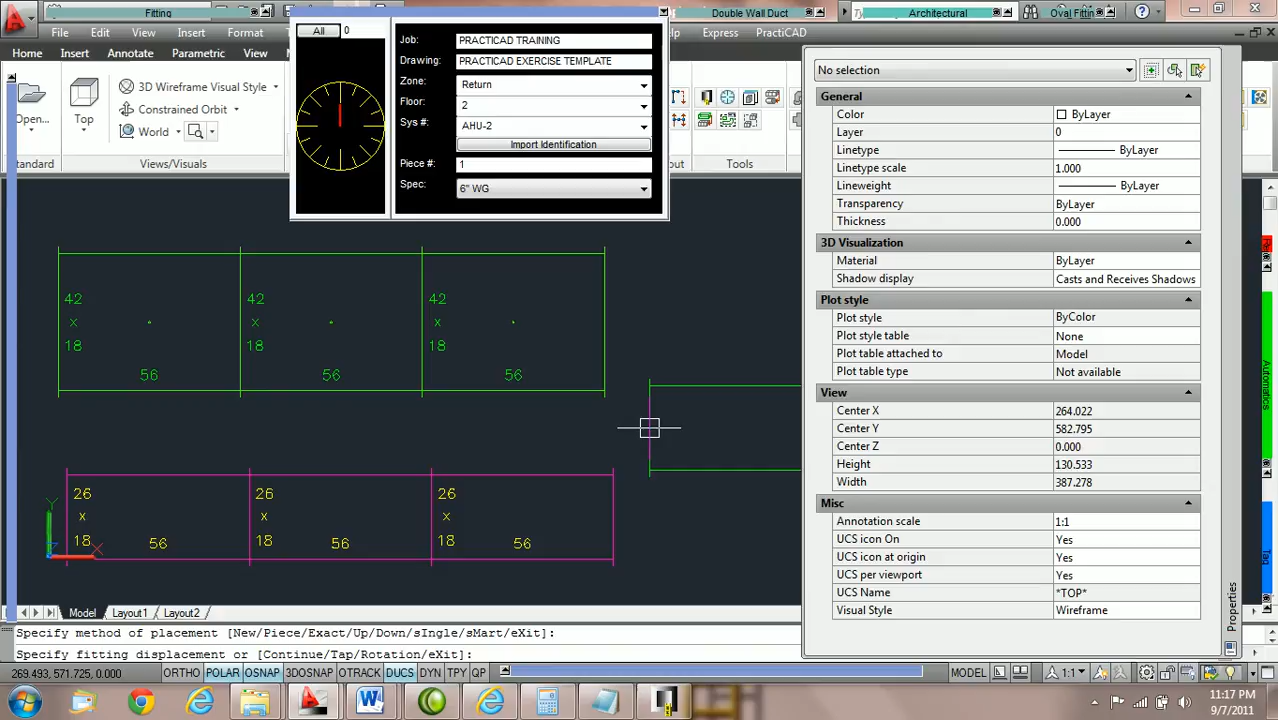 Fitting
Double Wall Duct
Architectural
Oval Fittin
File
Edit
View
Insert
Format
Express
PractiCAD
Home
Insert
Annotate
Parametric
Open...
Top
3D Wireframe Visual Style
Constrained Orbit
World
Standard
Views/Visuals
out
Tools
All
0
Job:
PRACTICAD TRAINING
Drawing:
PRACTICAD EXERCISE TEMPLATE
Zone:
Return
Floor:
2
Sys #:
AHU-2
Import Identification
Piece #:
1
Spec:
6" WG
No selection
General
Color ByLayer
Layer 0
Linetype ByLayer
Linetype scale 1.000
Lineweight ByLayer
Transparency ByLayer
Thickness 0.000
3D Visualization
Material ByLayer
Shadow display Casts and Receives Shadows
Plot style
Plot style ByColor
Plot style table None
Plot table attached to Model
Plot table type Not available
View
Center X 264.022
Center Y 582.795
Center Z 0.000
Height 130.533
Width 387.278
Misc
Annotation scale 1:1
UCS icon On Yes
UCS icon at origin Yes
UCS per viewport Yes
UCS Name *TOP*
Visual Style Wireframe
Properties
Automatics
Tag
42 42 42
x x x
18 18 18
56 56 56
26 26 26
x x x
18 56 18 56 18 56
Y
X
Model Layout1 Layout2
Specify method of placement [New/Piece/Exact/Up/Down/sIngle/sMart/eXit]:
Specify fitting displacement or [Continue/Tap/Rotation/eXit]:
269.493, 571.725, 0.000
ORTHO POLAR OSNAP 3DOSNAP OTRACK DUCS DYN TPY QP
MODEL
1:1
11:17 PM
9/7/2011